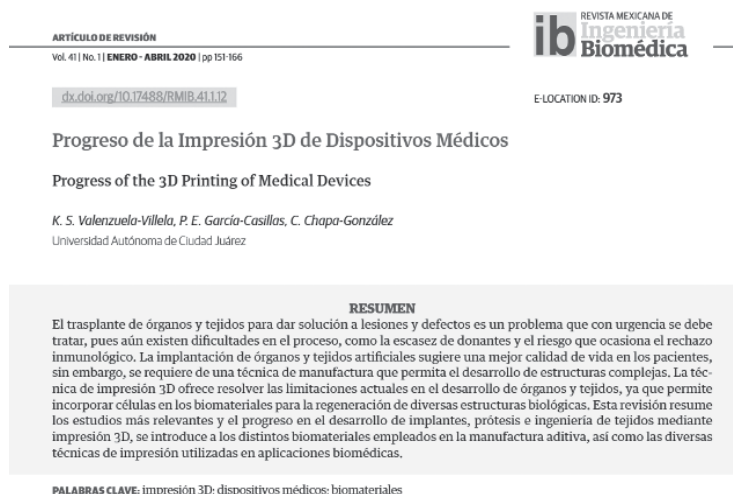 ARTÍCULO DE REVISIÓN
Vol. 41 | No. 1 | ENERO - ABRIL 2020 | pp 151-166
ib REVISTA MEXICANA DE
Ingeniería
Biomédica
dx.doi.org/10.17488/RMIB.41.1.12
E-LOCATION ID: 973
Progreso de la Impresión 3D de Dispositivos Médicos
Progress of the 3D Printing of Medical Devices
K. S. Valenzuela-Villela, P. E. García-Casillas, C. Chapa-González
Universidad Autónoma de Ciudad Juárez
RESUMEN
El trasplante de órganos y tejidos para dar solución a lesiones y defectos es un problema que con urgencia se debe
tratar, pues aún existen dificultades en el proceso, como la escasez de donantes y el riesgo que ocasiona el rechazo
inmunológico. La implantación de órganos y tejidos artificiales sugiere una mejor calidad de vida en los pacientes,
sin embargo, se requiere de una técnica de manufactura que permita el desarrollo de estructuras complejas. La téc-
nica de impresión 3D ofrece resolver las limitaciones actuales en el desarrollo de órganos y tejidos, ya que permite
incorporar células en los biomateriales para la regeneración de diversas estructuras biológicas. Esta revisión resume
los estudios más relevantes y el progreso en el desarrollo de implantes, prótesis e ingeniería de tejidos mediante
impresión 3D, se introduce a los distintos biomateriales empleados en la manufactura aditiva, así como las diversas
técnicas de impresión utilizadas en aplicaciones biomédicas.
PALABRAS CLAVE: impresión 3D; dispositivos médicos; biomateriales